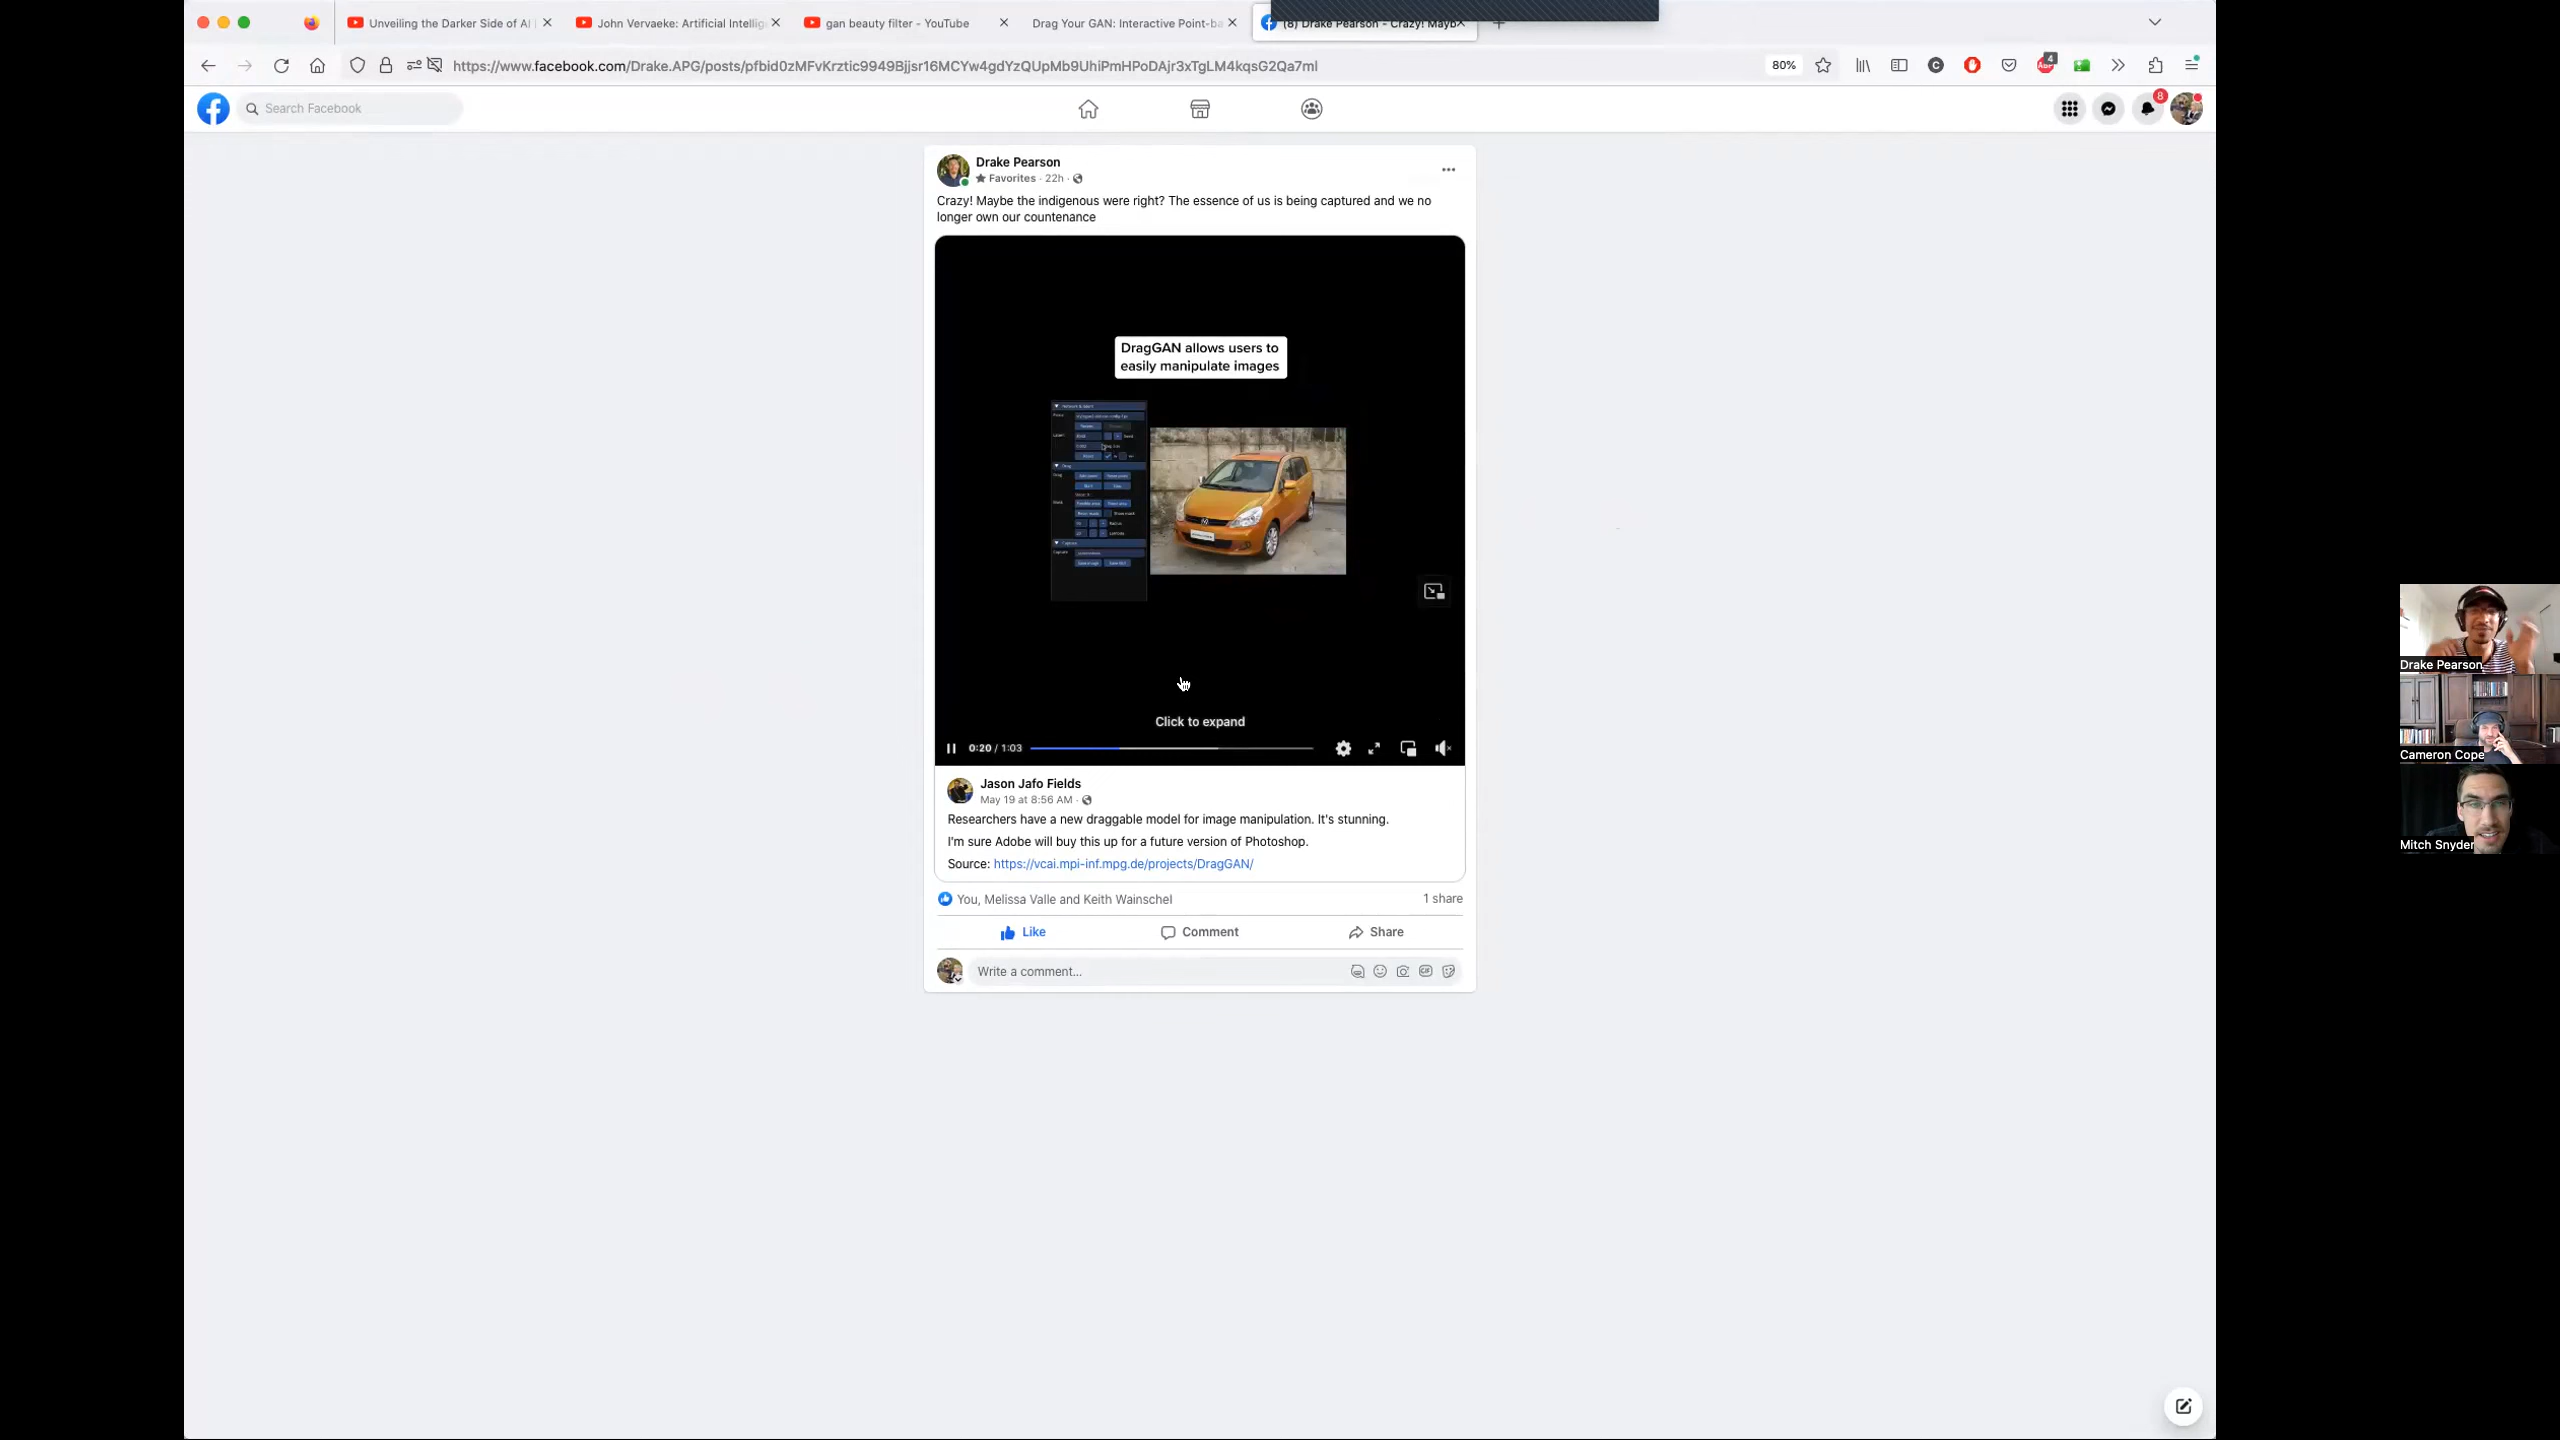 Unveiling the Darker Side of AI
John Vervaeke: Artificial Intellig
gan beauty filter - YouTube
Drag Your GAN: Interactive Point-ba
(8) Drake Pearson - Crazy! Mayb
https://www.facebook.com/Drake.APG/posts/pfbid0zMFvKrztic9949Bjjsr16MCYw4gdYzQUpMb9UhiPmHPoDAjr3xTgLM4kqsG2Qa7ml
80%
4
Search Facebook
8
Drake Pearson
Favorites · 22h ·
Crazy! Maybe the indigenous were right? The essence of us is being captured and we no
longer own our countenance
DragGAN allows users to
easily manipulate images
Click to expand
0:20 / 1:03
Jason Jafo Fields
May 19 at 8:56 AM ·
Researchers have a new draggable model for image manipulation. It's stunning.
I'm sure Adobe will buy this up for a future version of Photoshop.
Source: https://vcai.mpi-inf.mpg.de/projects/DragGAN/
You, Melissa Valle and Keith Wainschel
1 share
Like
Comment
Share
Write a comment...
Drake Pearson
Cameron Cope
Mitch Snyder